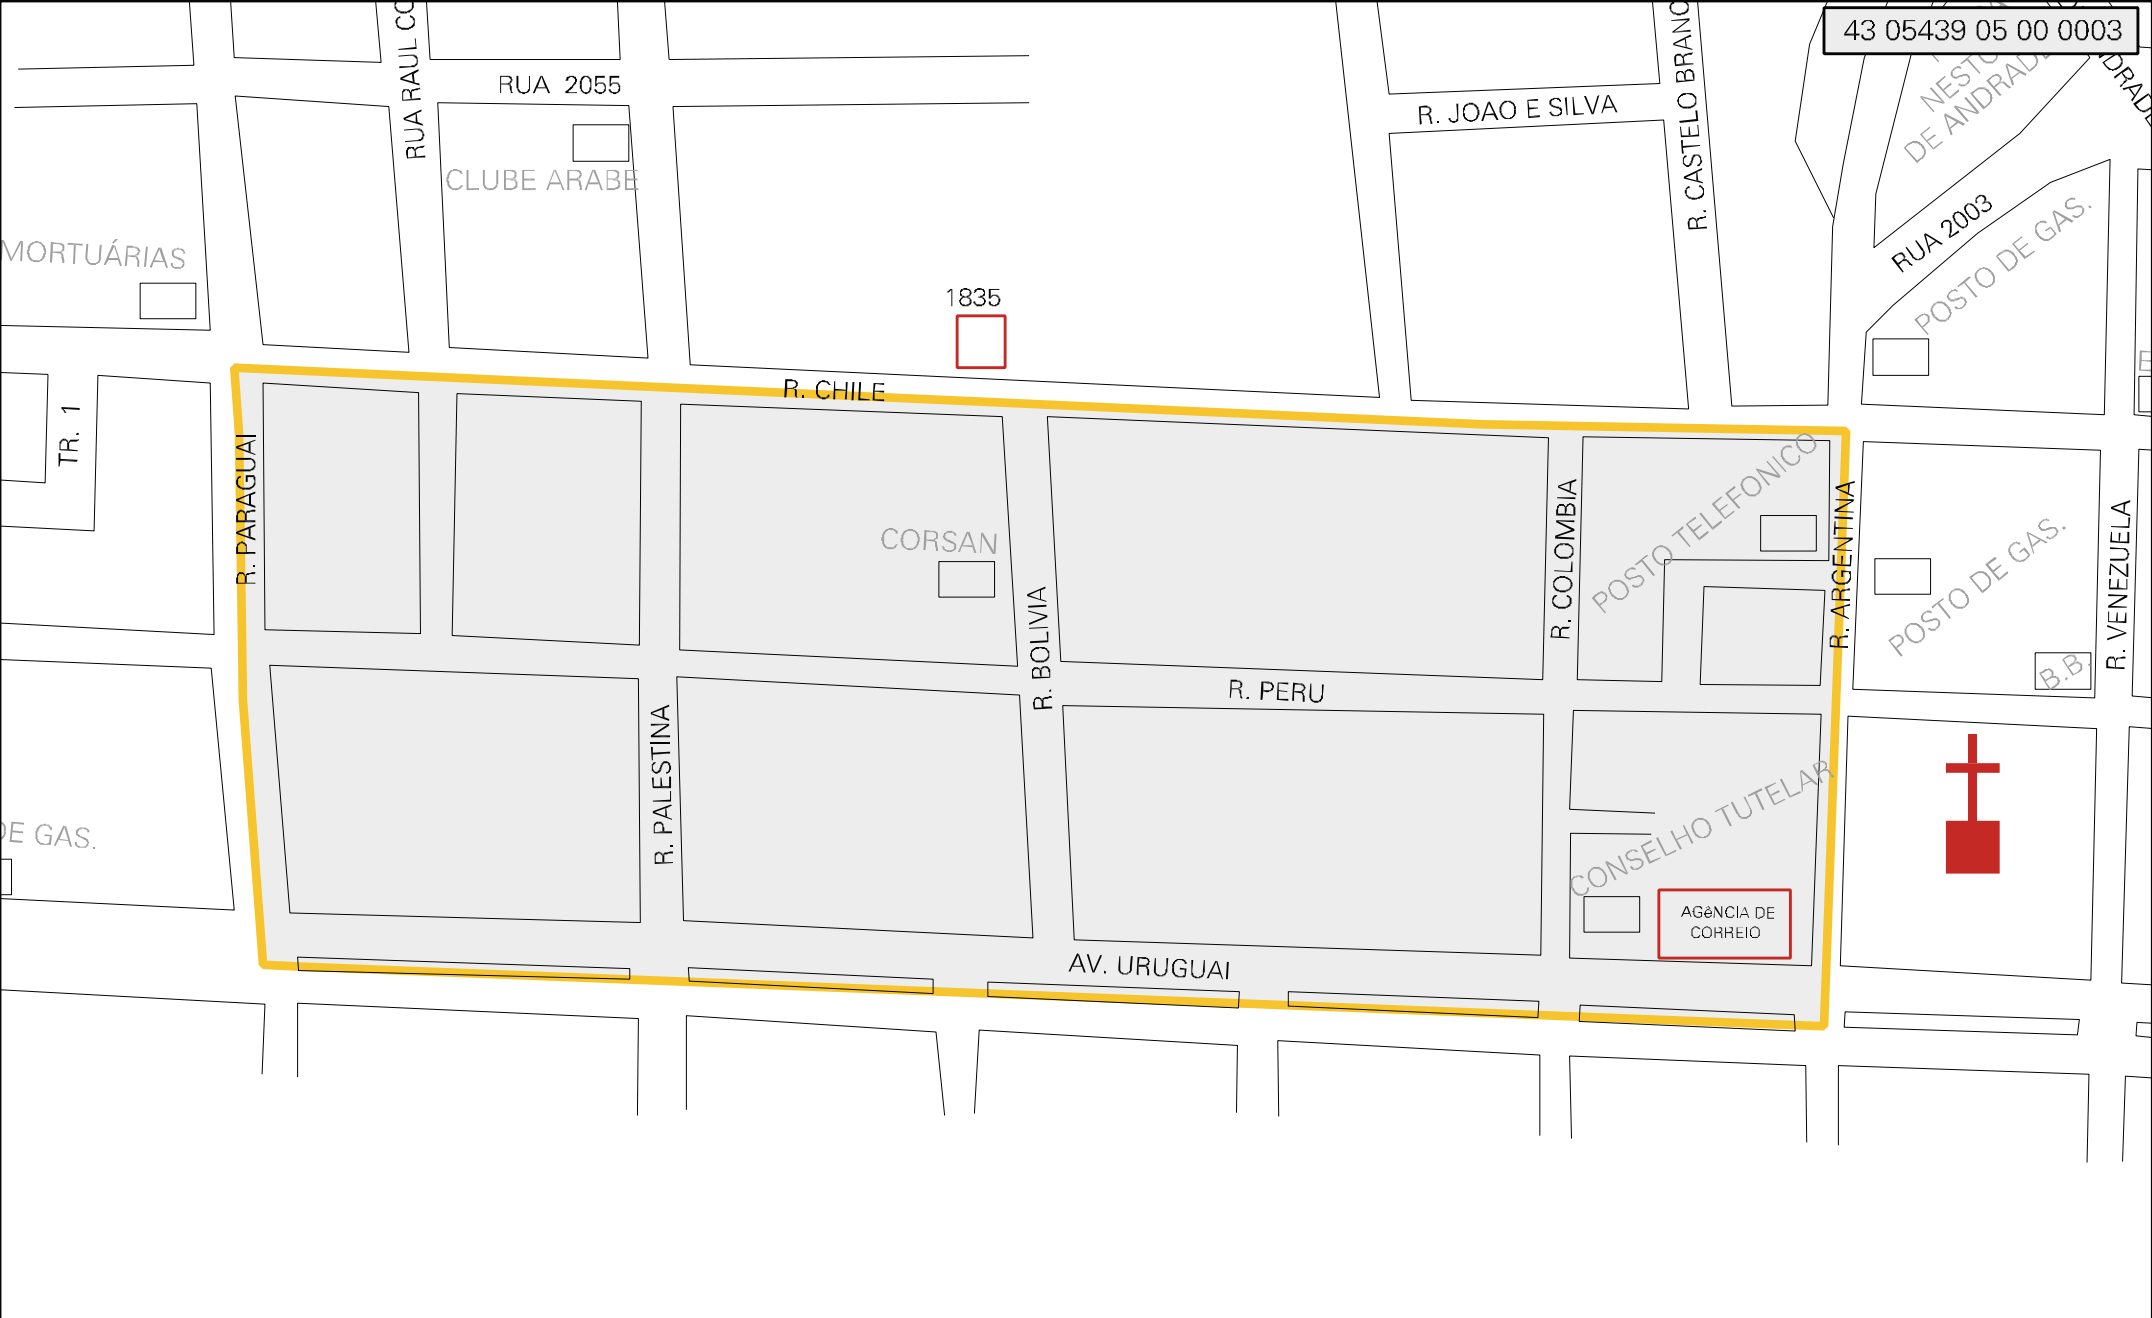 43 05439 05 00 0003
RUA RAUL CO
RUA 2055
R. JOAO E SILVA
R. CASTELO BRANCO
NESTO
DE ANDRADE
DRADE
CLUBE ARABE
RUA 2003
POSTO DE GAS.
MORTUÁRIAS
1835
R. CHILE
TR. 1
R. PARAGUAI
CORSAN
R. BOLIVIA
R. COLOMBIA
POSTO TELEFONICO
R. ARGENTINA
POSTO DE GAS.
R. VENEZUELA
B.B.
R. PERU
R. PALESTINA
DE GAS.
CONSELHO TUTELAR
AGêNCIA DE
CORREIO
AV. URUGUAI